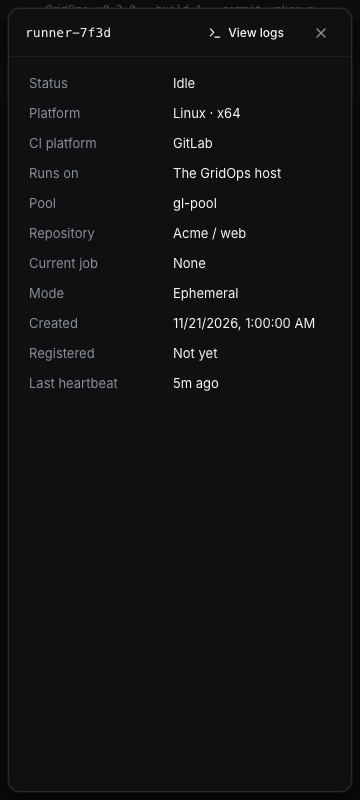 runner-7f3d View logs
Status Idle
Platform Linux · x64
CI platform GitLab
Runs on The GridOps host
Pool gl-pool
Repository Acme / web
Current job None
Mode Ephemeral
Created 11/21/2026, 1:00:00 AM
Registered Not yet
Last heartbeat 5m ago